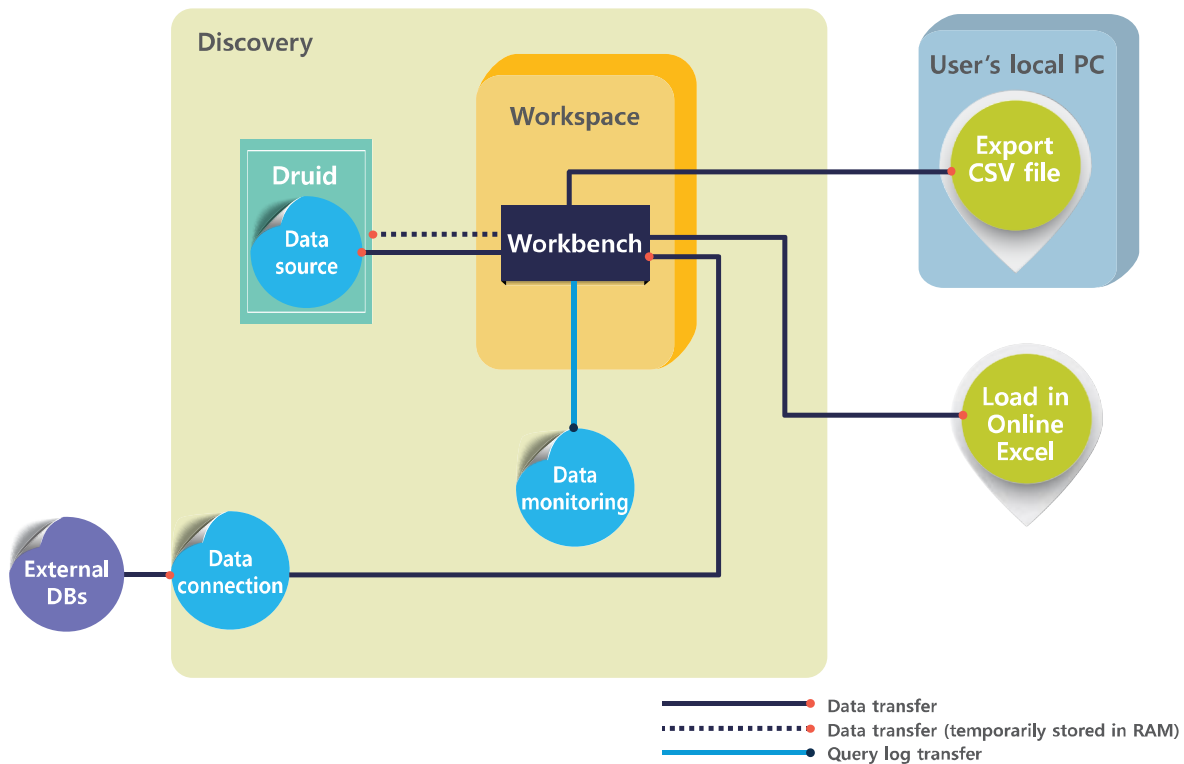 Discovery
User's local PC
Workspace
Export
CSV file
Druid
Data
source
Workbench
Load in
Online
Excel
Data
monitoring
External
DBs
Data
connection
Data transfer
Data transfer (temporarily stored in RAM)
Query log transfer